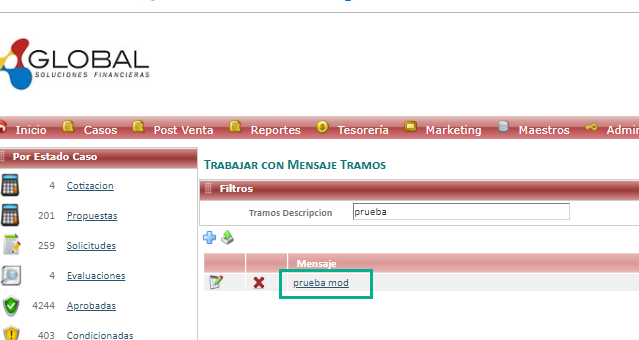 GLOBAL
SOLUCIONES FINANCIERAS
Inicio Casos Post Venta Reportes Tesorería Marketing Maestros Admin
Por Estado Caso
4 Cotizacion
201 Propuestas
259 Solicitudes
4 Evaluaciones
4244 Aprobadas
403 Condicionadas
TRABAJAR CON MENSAJE TRAMOS
Filtros
Tramos Descripcion prueba
Mensaje
prueba mod